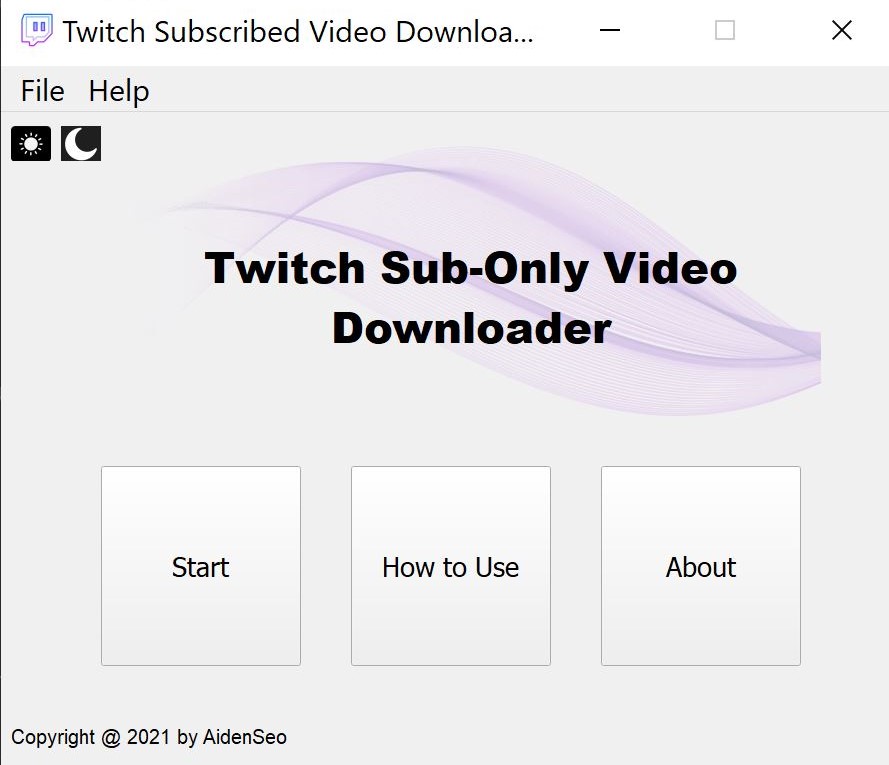 Twitch Subscribed Video Downloa...
File Help
Twitch Sub-Only Video
Downloader
Start How to Use About
Copyright @ 2021 by AidenSeo